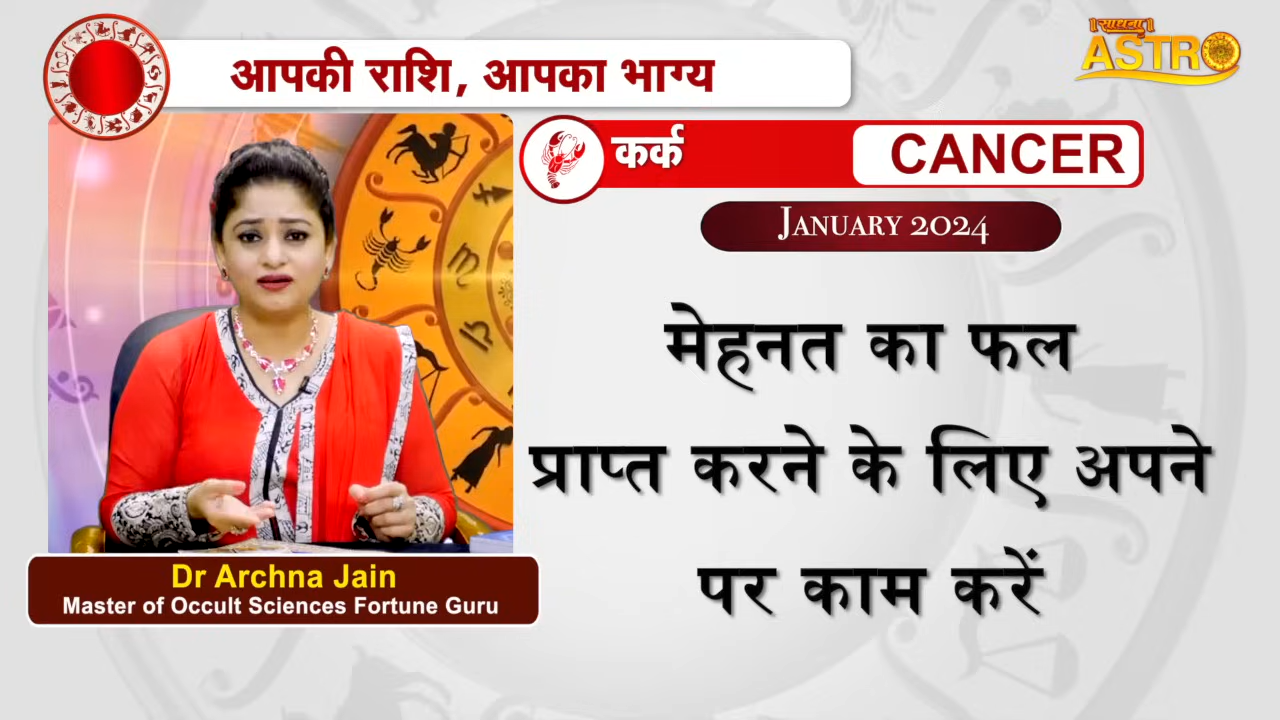 साधना
ASTRO
आपकी राशि, आपका भाग्य
कर्क
CANCER
JANUARY 2024
मेहनत का फल
प्राप्त करने के लिए अपने
पर काम करें
Dr Archna Jain
Master of Occult Sciences Fortune Guru